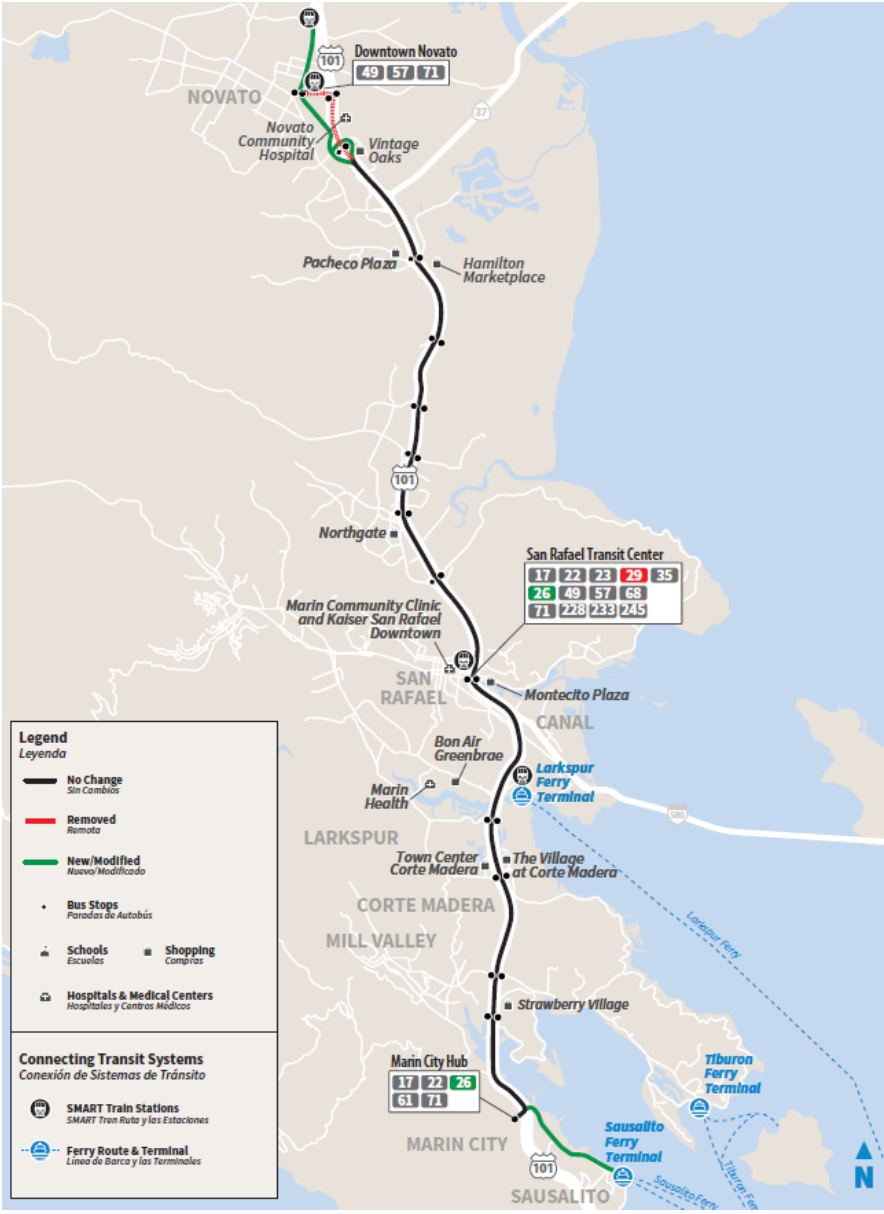 101
Downtown Novato
49 57 71
NOVATO
37
Novato
Community
Hospital
Vintage
Oaks
Pacheco Plaza
Hamilton
Marketplace
101
Northgate
San Rafael Transit Center
17 22 23 29 35
26 49 57 68
71 228 233 245
Marin Community Clinic
and Kaiser San Rafael
Downtown
SAN
RAFAEL
Montecito Plaza
CANAL
Bon Air
Greenbrae
Marin
Health
Larkspur
Ferry
Terminal
580
LARKSPUR
Town Center
Corte Madera
The Village
at Corte Madera
CORTE MADERA
MILL VALLEY
Larkspur Ferry
Strawberry Village
Marin City Hub
17 22 26
61 71
Tiburon
Ferry
Terminal
MARIN CITY
Sausalito
Ferry
Terminal
101
SAUSALITO
Sausalito Ferry
Tiburon Fer
N
Legend
Leyenda
No Change
Sin Cambios
Removed
Remota
New/Modified
Nuevo/Modificado
Bus Stops
Paradas de Autobús
Schools
Escuelas
Shopping
Compras
Hospitals & Medical Centers
Hospitales y Centros Médicos
Connecting Transit Systems
Conexión de Sistemas de Tránsito
SMART Train Stations
SMART Tren Ruta y las Estaciones
Ferry Route & Terminal
Línea de Barca y las Terminales